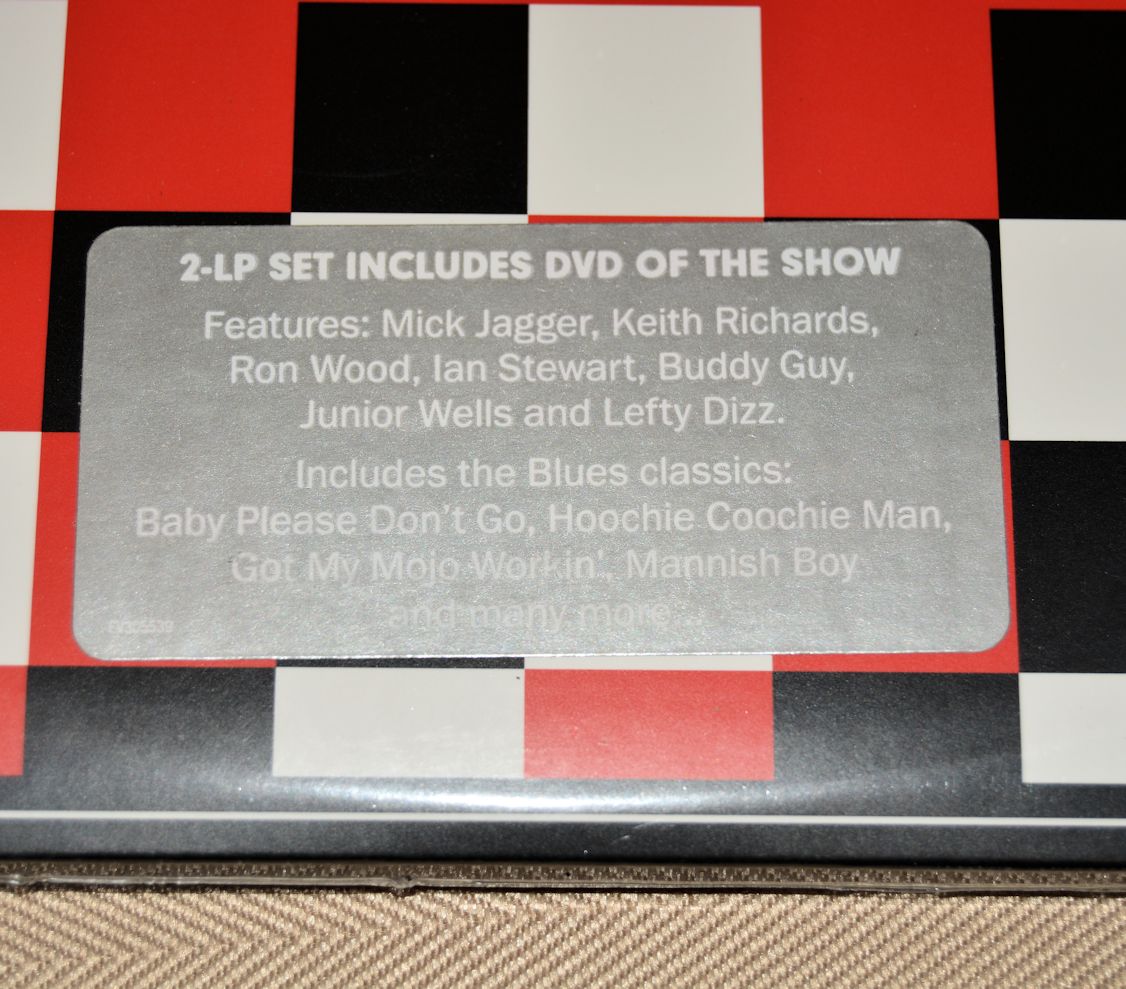 2-LP SET INCLUDES DVD OF THE SHOW
Features: Mick Jagger, Keith Richards,
Ron Wood, Ian Stewart, Buddy Guy,
Junior Wells and Lefty Dizz.
Includes the Blues classics:
Baby Please Don't Go, Hoochie Coochie Man,
Got My Mojo Workin', Mannish Boy
and many more...